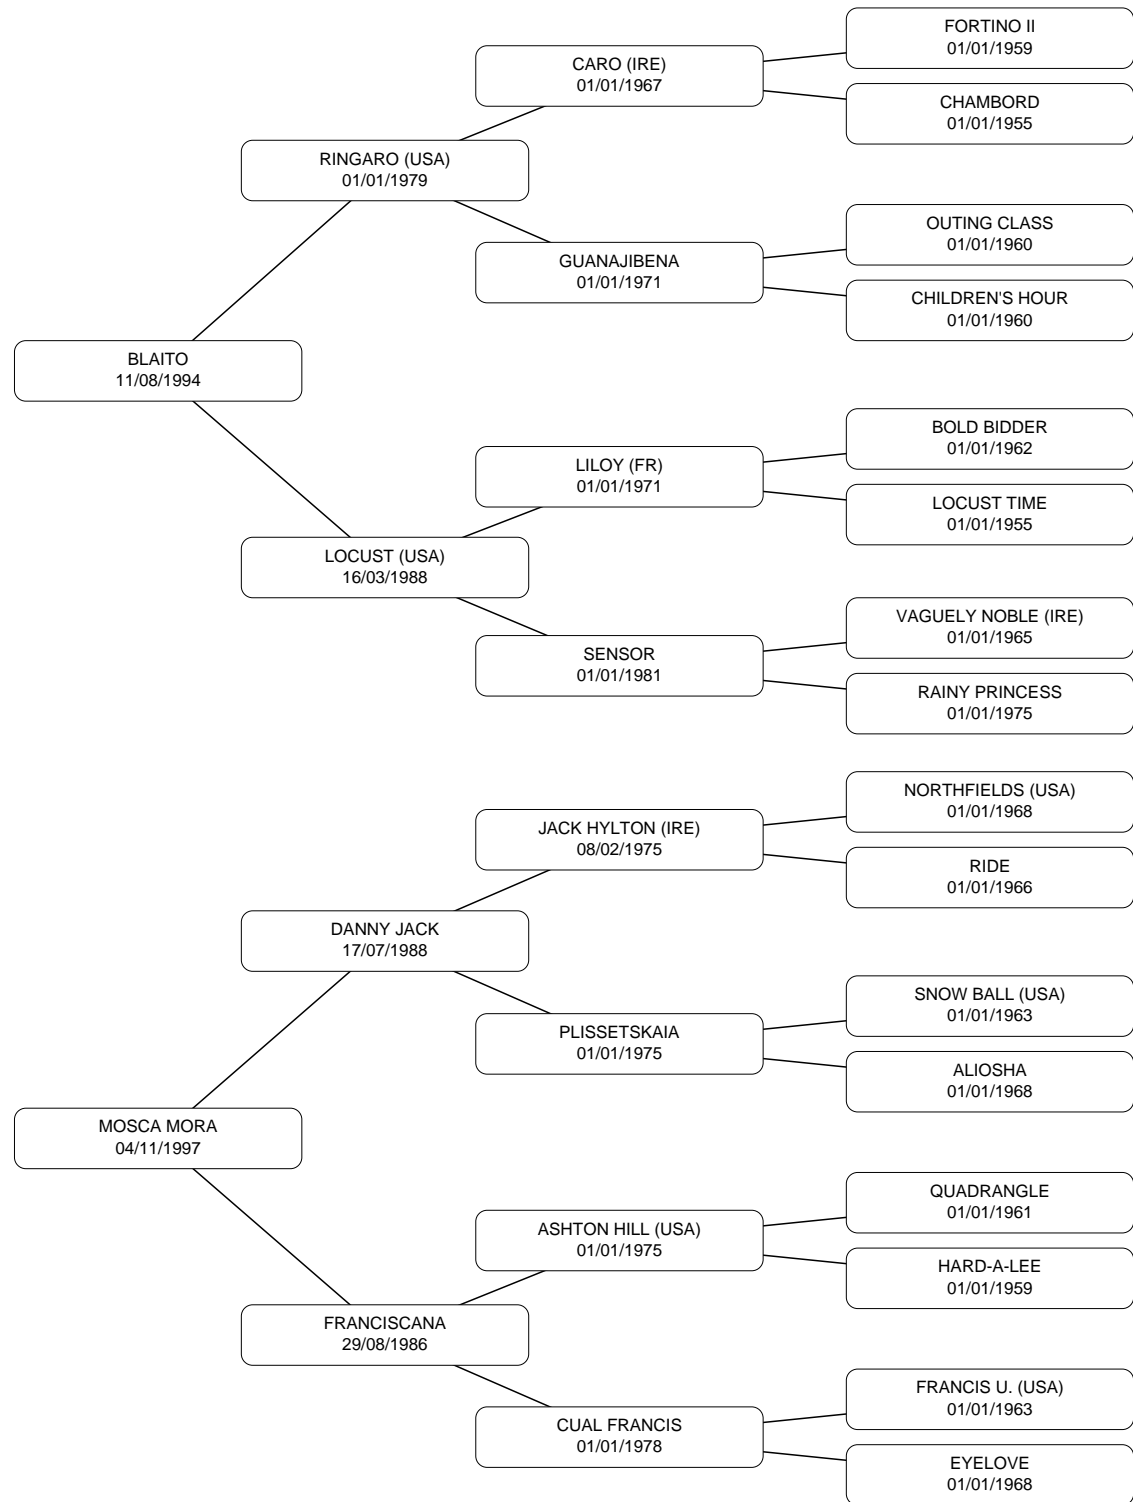 FORTINO II
01/01/1959
CARO (IRE)
01/01/1967
CHAMBORD
01/01/1955
RINGARO (USA)
01/01/1979
OUTING CLASS
01/01/1960
GUANAJIBENA
01/01/1971
CHILDREN'S HOUR
01/01/1960
BLAITO
11/08/1994
BOLD BIDDER
01/01/1962
LILOY (FR)
01/01/1971
LOCUST TIME
01/01/1955
LOCUST (USA)
16/03/1988
VAGUELY NOBLE (IRE)
01/01/1965
SENSOR
01/01/1981
RAINY PRINCESS
01/01/1975
NORTHFIELDS (USA)
01/01/1968
JACK HYLTON (IRE)
08/02/1975
RIDE
01/01/1966
DANNY JACK
17/07/1988
SNOW BALL (USA)
01/01/1963
PLISSETSKAIA
01/01/1975
ALIOSHA
01/01/1968
MOSCA MORA
04/11/1997
QUADRANGLE
01/01/1961
ASHTON HILL (USA)
01/01/1975
HARD-A-LEE
01/01/1959
FRANCISCANA
29/08/1986
FRANCIS U. (USA)
01/01/1963
CUAL FRANCIS
01/01/1978
EYELOVE
01/01/1968